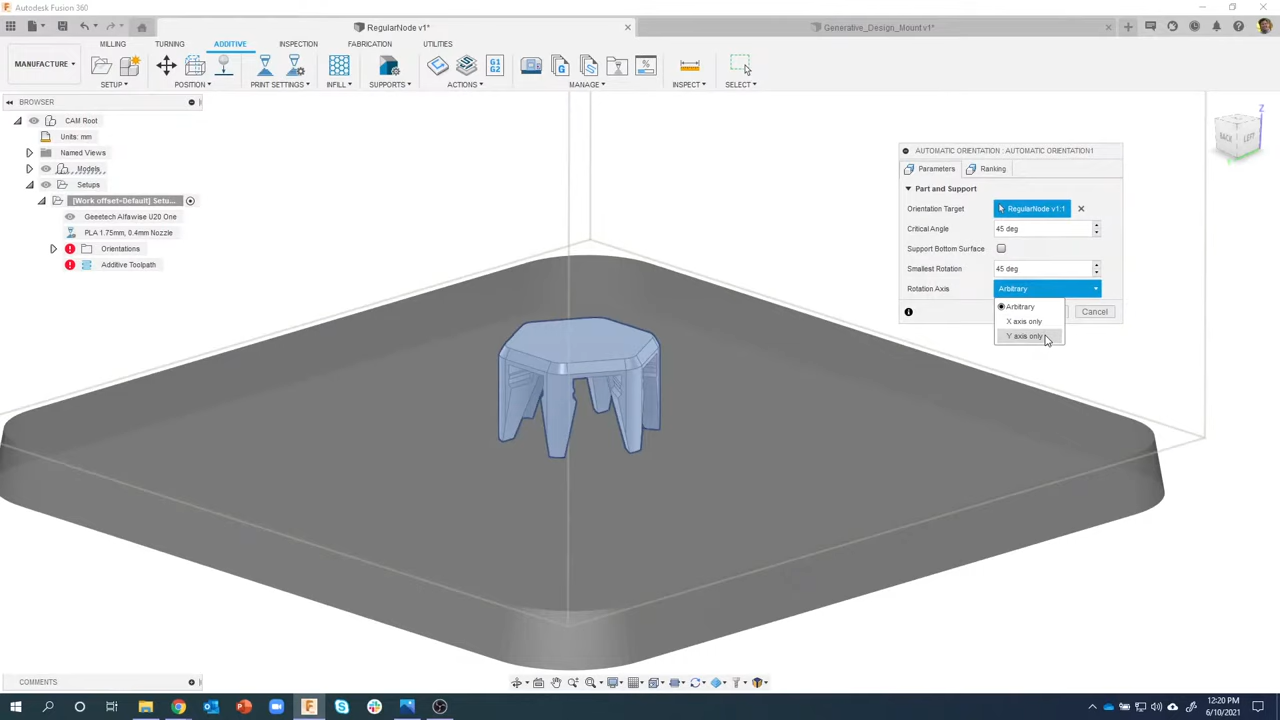 Autodesk Fusion 360
RegularNode v1*
Generative_Design_Mount v1*
MILLING TURNING ADDITIVE INSPECTION FABRICATION UTILITIES
MANUFACTURE
G1
G2
G
G
%
SETUP POSITION PRINT SETTINGS INFILL SUPPORTS ACTIONS MANAGE INSPECT SELECT
BROWSER
CAM Root
Units: mm
Named Views
Models
Setups
[Work offset=Default] Setu...
Geeetech Alfawise U20 One
PLA 1.75mm, 0.4mm Nozzle
Orientations
Additive Toolpath
Z
BACK LEFT
AUTOMATIC ORIENTATION : AUTOMATIC ORIENTATION1
Parameters Ranking
Part and Support
Orientation Target RegularNode v1:1
Critical Angle 45 deg
Support Bottom Surface
Smallest Rotation 45 deg
Rotation Axis Arbitrary
Arbitrary
X axis only
Y axis only
Cancel
COMMENTS
12:20 PM
6/10/2021